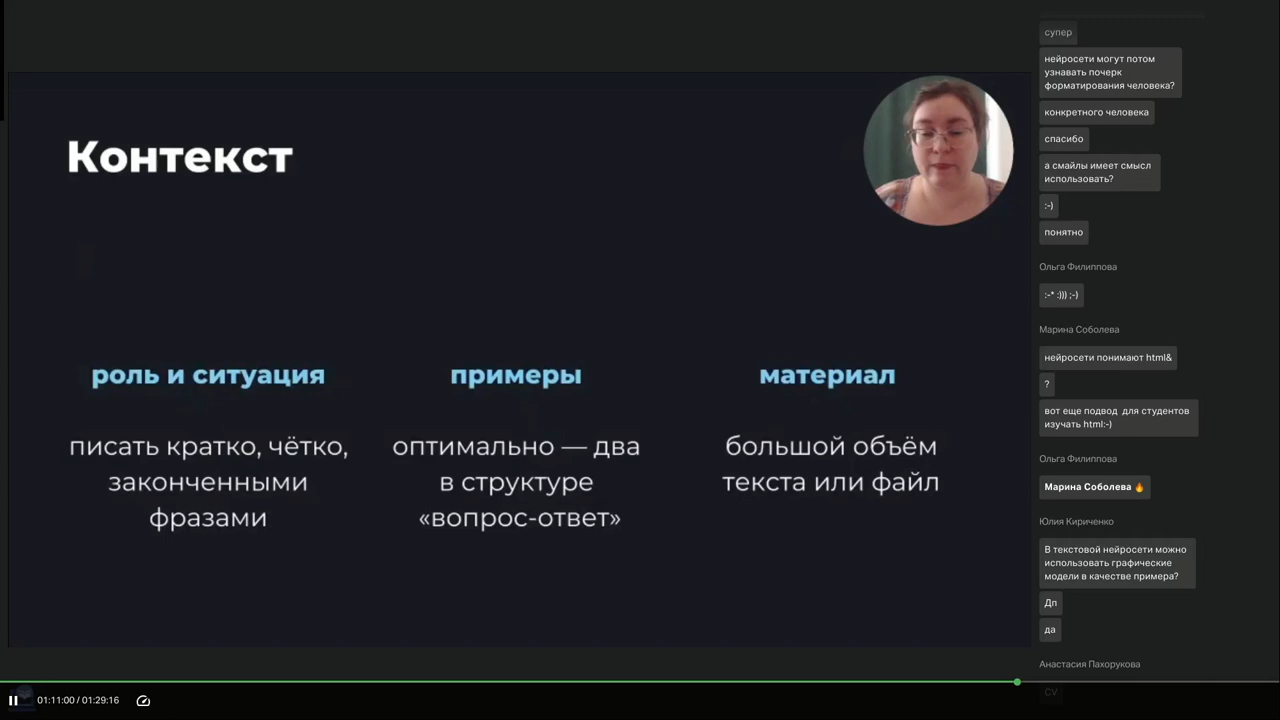 Контекст
роль и ситуация
писать кратко, чётко,
законченными
фразами
примеры
оптимально — два
в структуре
«вопрос-ответ»
материал
большой объём
текста или файл
супер
нейросети могут потом
узнавать почерк
форматирования человека?
конкретного человека
спасибо
а смайлы имеет смысл
использовать?
:-)
понятно
Ольга Филиппова
:-* :))) ;-)
Марина Соболева
нейросети понимают html&
?
вот еще подвод для студентов
изучать html:-)
Ольга Филиппова
Марина Соболева 🔥
Юлия Кириченко
В текстовой нейросети можно
использовать графические
модели в качестве примера?
Дп
да
Анастасия Пахорукова
CV
01:11:00 / 01:29:16